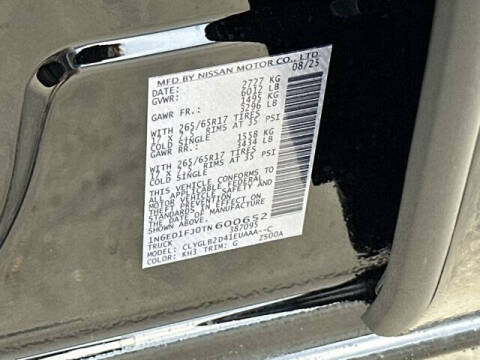 MFD BY NISSAN MOTOR CO., LTD.
DATE: 08/25
GVWR: 2727 KG
6012 LB
GAWR FR.: 1495 KG
3296 LB
WITH 265/65R17 TIRES
17 X 7.5 RIMS AT 35 PSI
COLD SINGLE
GAWR RR.: 1558 KG
3434 LB
WITH 265/65R17 TIRES
17 X 7.5 RIMS AT 35 PSI
COLD SINGLE
THIS VEHICLE CONFORMS TO
ALL APPLICABLE FEDERAL
MOTOR VEHICLE SAFETY AND
THEFT PREVENTION
STANDARDS IN EFFECT ON
THE DATE OF MANUFACTURE
SHOWN ABOVE.
1N6ED1FJ0TN600652
TRUCK 387095
MODEL: CLYGLB2D41EUAAA--C
COLOR: KH3 TRIM: G 2500A